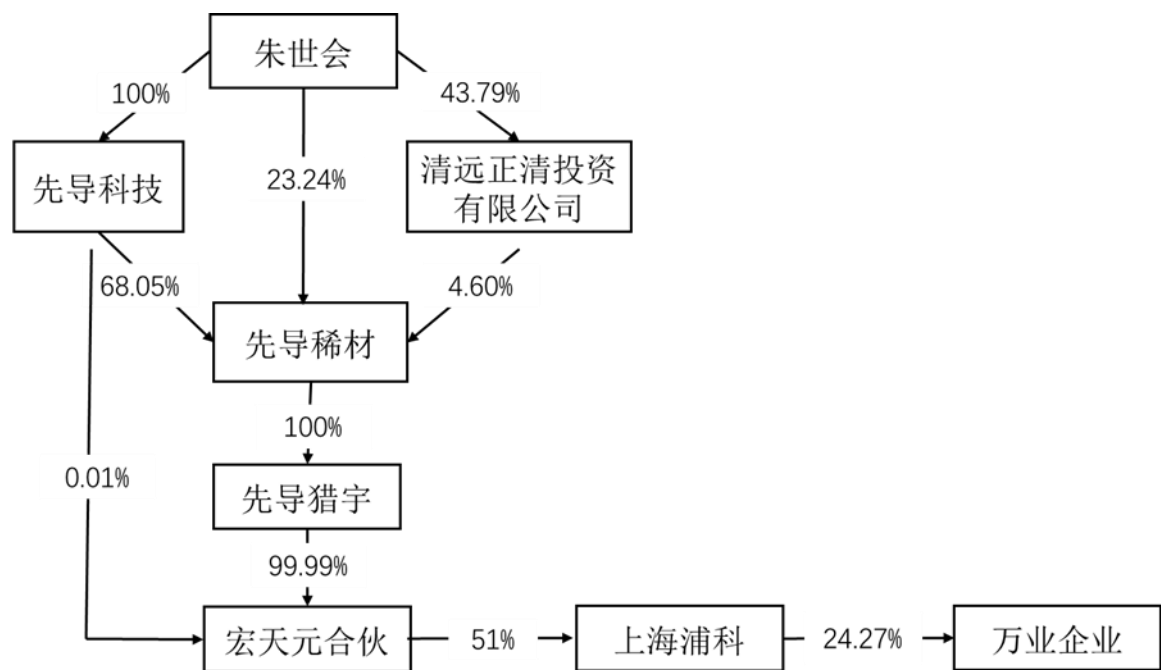 朱世会
100%
43.79%
先导科技
23.24%
清远正清投资
有限公司
68.05%
4.60%
先导稀材
100%
0.01%
先导猎宇
99.99%
宏天元合伙
51%
上海浦科
24.27%
万业企业